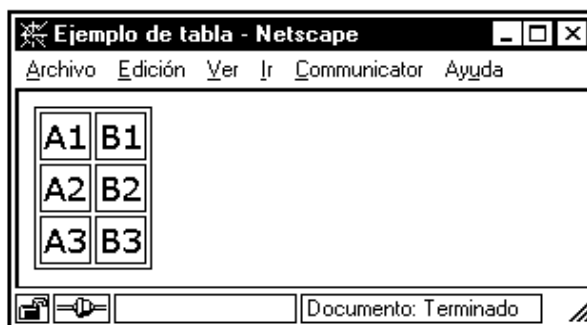 Ejemplo de tabla - Netscape
Archivo Edición Ver Ir Communicator Ayuda
A1 B1
A2 B2
A3 B3
Documento: Terminado